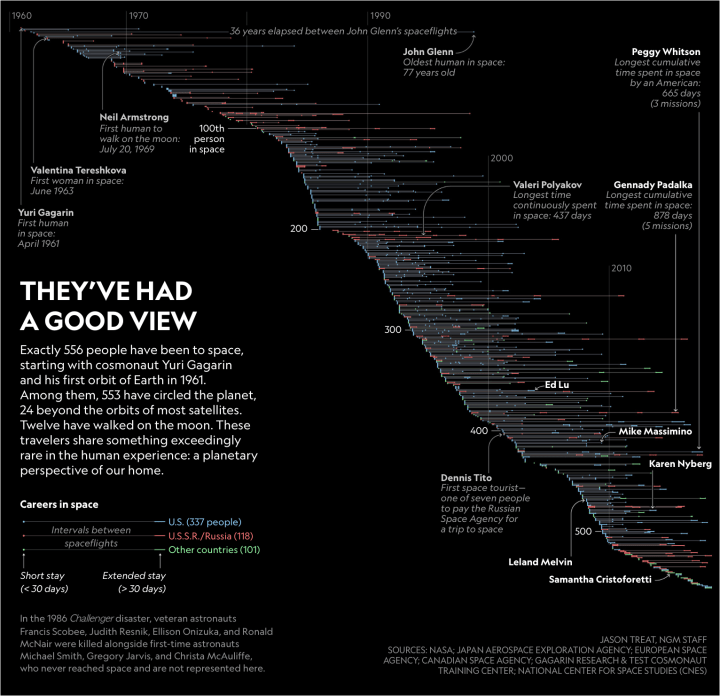 1960
1970
1990
36 years elapsed between John Glenn's spaceflights
John Glenn
Oldest human in space:
77 years old
Peggy Whitson
Longest cumulative
time spent in space
by an American:
665 days
(3 missions)
Neil Armstrong
First human to
walk on the moon:
July 20, 1969
100th
person
in space
Valentina Tereshkova
First woman in space:
June 1963
Yuri Gagarin
First human
in space:
April 1961
2000
Valeri Polyakov
Longest time
continuously spent
in space: 437 days
Gennady Padalka
Longest cumulative
time spent in space:
878 days
(5 missions)
200
2010
THEY'VE HAD
A GOOD VIEW
Exactly 556 people have been to space,
starting with cosmonaut Yuri Gagarin
and his first orbit of Earth in 1961.
Among them, 553 have circled the planet,
24 beyond the orbits of most satellites.
Twelve have walked on the moon. These
travelers share something exceedingly
rare in the human experience: a planetary
perspective of our home.
300
Ed Lu
400
Mike Massimino
Karen Nyberg
Dennis Tito
First space tourist—
one of seven people
to pay the Russian
Space Agency for
a trip to space
500
Leland Melvin
Samantha Cristoforetti
Careers in space
Intervals between
spaceflights
U.S. (337 people)
U.S.S.R./Russia (118)
Other countries (101)
Short stay
(< 30 days)
Extended stay
(> 30 days)
In the 1986 Challenger disaster, veteran astronauts
Francis Scobee, Judith Resnik, Ellison Onizuka, and Ronald
McNair were killed alongside first-time astronauts
Michael Smith, Gregory Jarvis, and Christa McAuliffe,
who never reached space and are not represented here.
JASON TREAT, NGM STAFF
SOURCES: NASA; JAPAN AEROSPACE EXPLORATION AGENCY; EUROPEAN SPACE
AGENCY; CANADIAN SPACE AGENCY; GAGARIN RESEARCH & TEST COSMONAUT
TRAINING CENTER; NATIONAL CENTER FOR SPACE STUDIES (CNES)